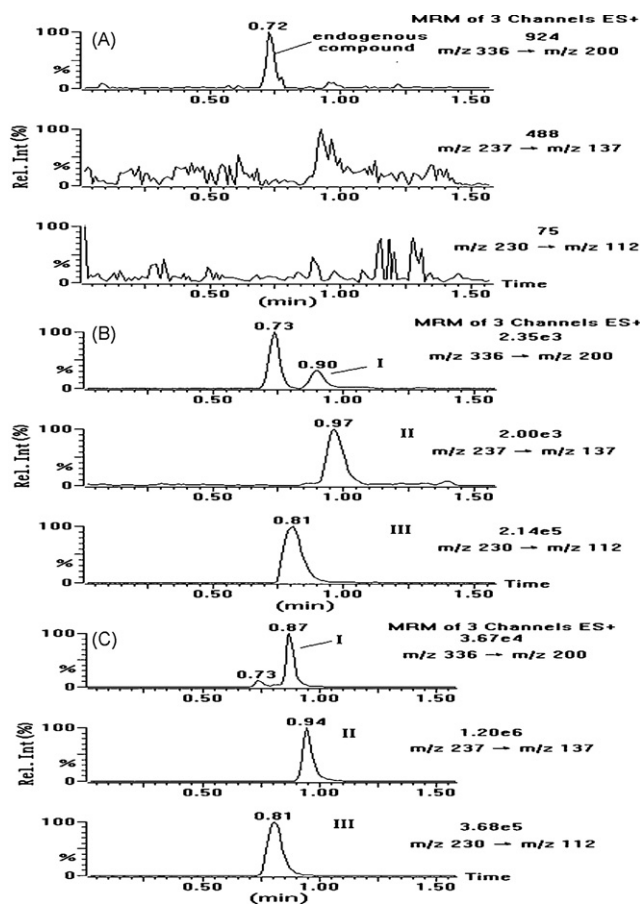 (A)
MRM of 3 Channels ES+
924
m/z 336 → m/z 200
0.72
endogenous
compound
100
%
0
0.50 1.00 1.50
488
m/z 237 → m/z 137
100
Rel. Int(%)
%
0
0.50 1.00 1.50
75
m/z 230 → m/z 112
100
%
0
0.50 1.00 1.50
Time
(min)
(B)
MRM of 3 Channels ES+
2.35e3
m/z 336 → m/z 200
0.73
0.90
I
100
%
0
0.50 1.00 1.50
0.97
II
2.00e3
m/z 237 → m/z 137
100
Rel. Int(%)
%
0
0.50 1.00 1.50
0.81
III
2.14e5
m/z 230 → m/z 112
100
%
0
0.50 1.00 1.50
Time
(min)
(C)
MRM of 3 Channels ES+
3.67e4
m/z 336 → m/z 200
0.87
I
0.73
100
%
0
0.50 1.00 1.50
0.94
II
1.20e6
m/z 237 → m/z 137
100
Rel. Int(%)
%
0
0.50 1.00 1.50
0.81
III
3.68e5
m/z 230 → m/z 112
100
%
0
0.50 1.00 1.50
Time
(min)